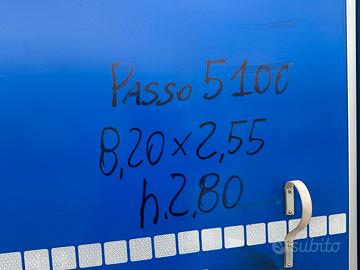 PASSO 5100
8,20 x 2,55
h. 2,80
subito